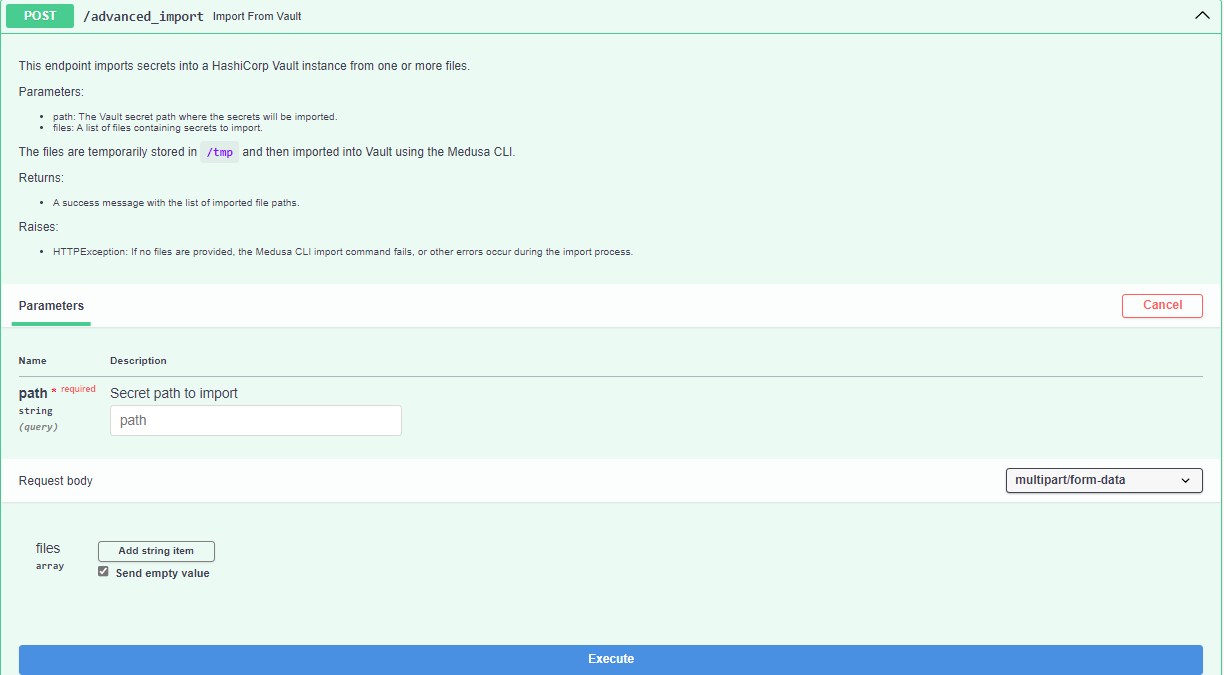 POST /advanced_import Import From Vault
This endpoint imports secrets into a HashiCorp Vault instance from one or more files.
Parameters:
• path: The Vault secret path where the secrets will be imported.
• files: A list of files containing secrets to import.
The files are temporarily stored in /tmp and then imported into Vault using the Medusa CLI.
Returns:
• A success message with the list of imported file paths.
Raises:
• HTTPException: If no files are provided, the Medusa CLI import command fails, or other errors occur during the import process.
Parameters Cancel
Name Description
path * required Secret path to import
string path
(query)
Request body multipart/form-data
files Add string item
array Send empty value
Execute